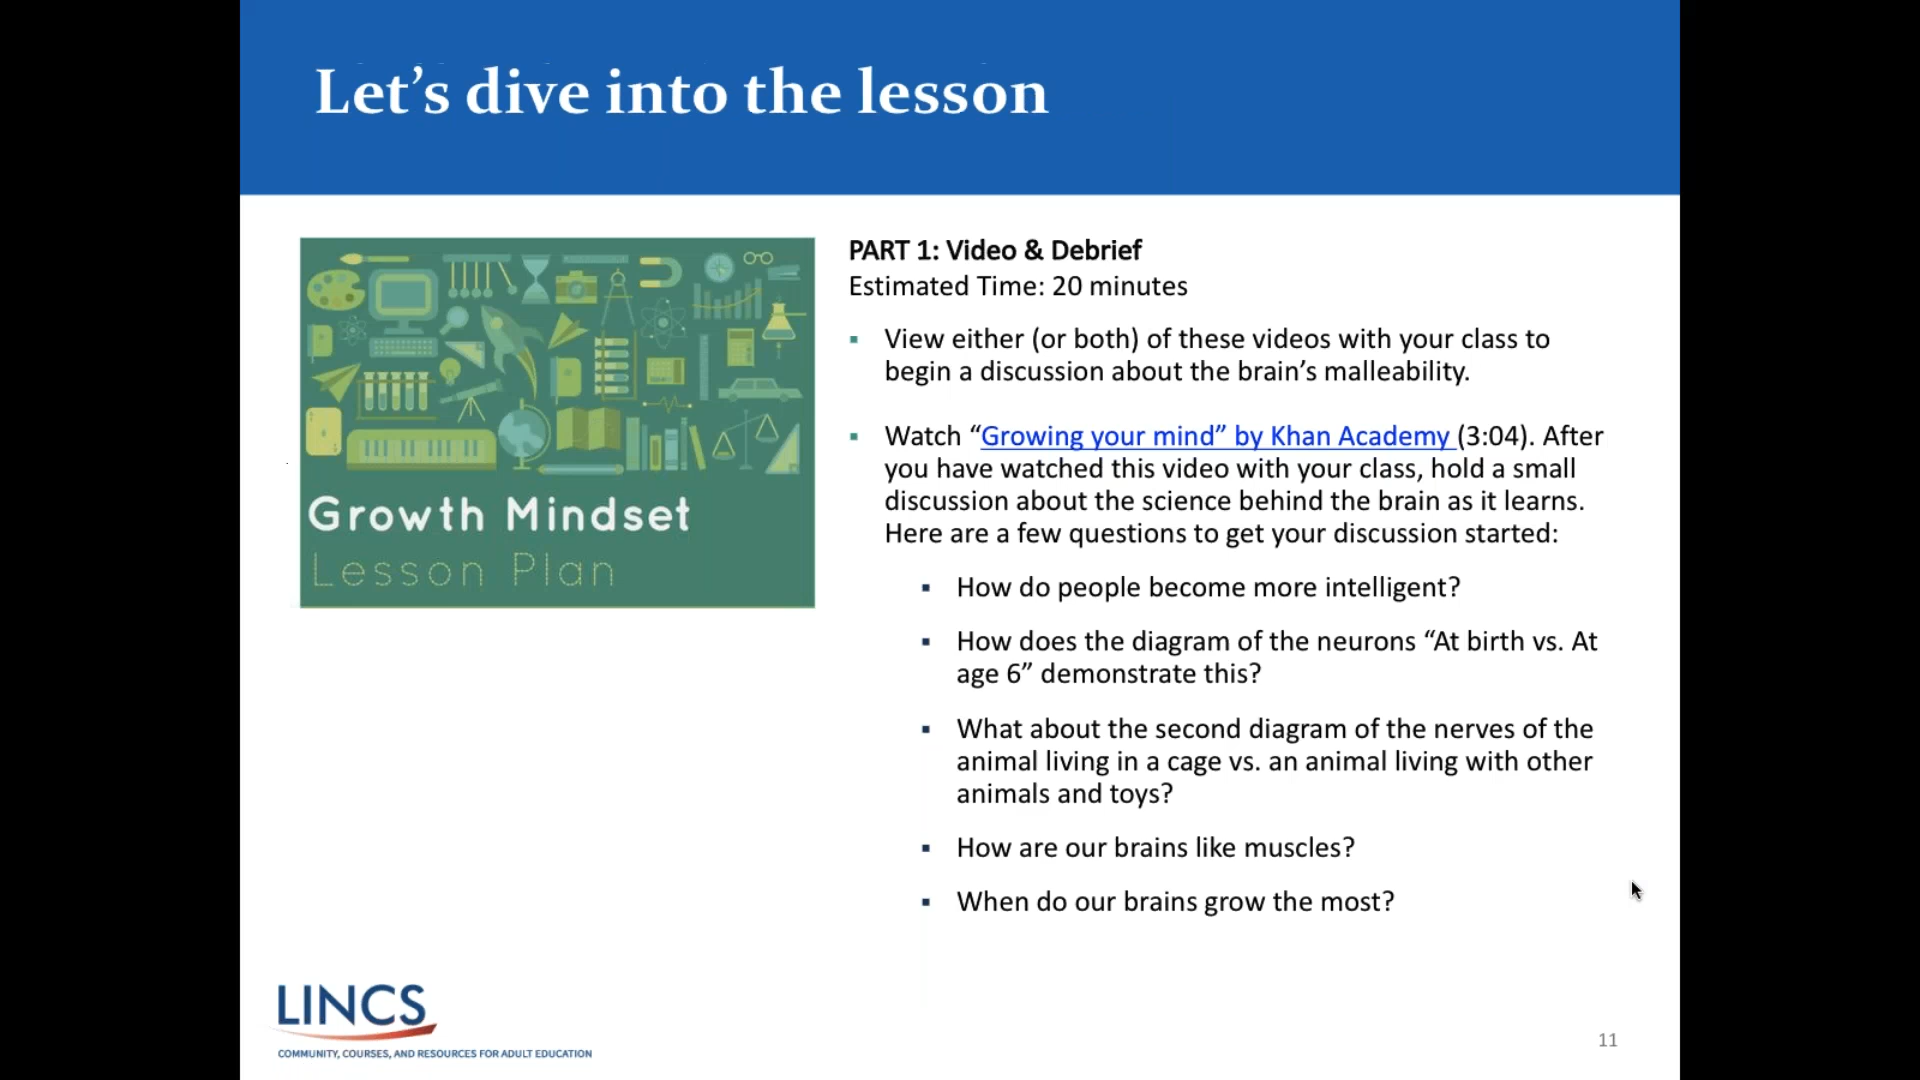 Let’s dive into the lesson
Growth Mindset
Lesson Plan
PART 1: Video & Debrief
Estimated Time: 20 minutes
▪ View either (or both) of these videos with your class to
begin a discussion about the brain’s malleability.
▪ Watch “Growing your mind” by Khan Academy (3:04). After
you have watched this video with your class, hold a small
discussion about the science behind the brain as it learns.
Here are a few questions to get your discussion started:
▪ How do people become more intelligent?
▪ How does the diagram of the neurons “At birth vs. At
age 6” demonstrate this?
▪ What about the second diagram of the nerves of the
animal living in a cage vs. an animal living with other
animals and toys?
▪ How are our brains like muscles?
▪ When do our brains grow the most?
LINCS
COMMUNITY, COURSES, AND RESOURCES FOR ADULT EDUCATION
11